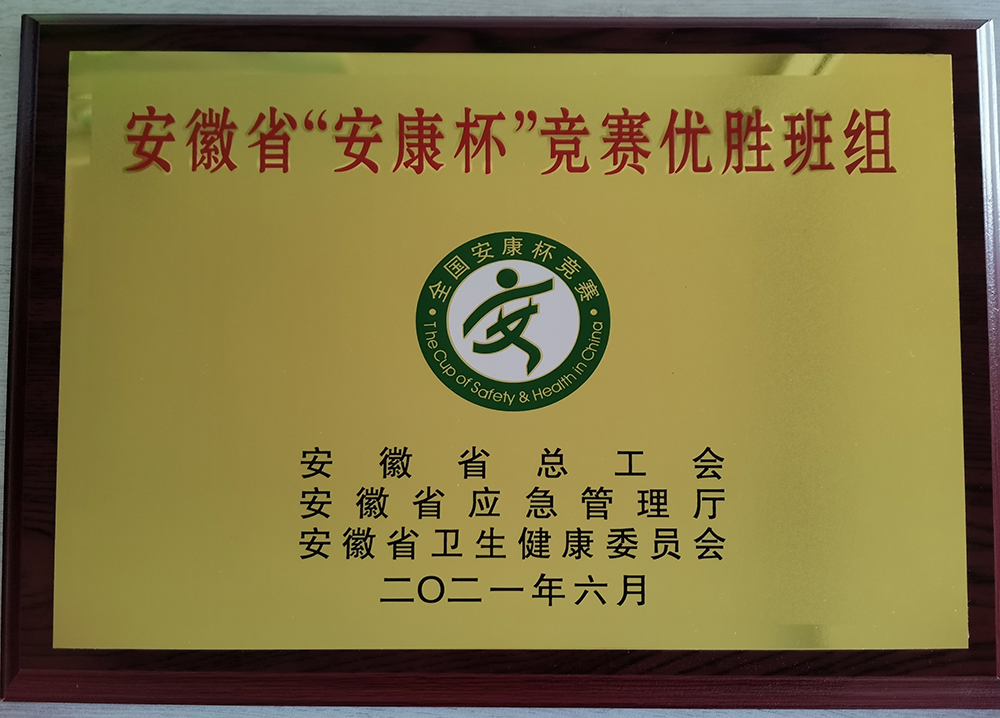 安徽省“安康杯”竞赛优胜班组
全国安康杯竞赛
The Cup of Safety & Health in China
安徽省总工会
安徽省应急管理厅
安徽省卫生健康委员会
二〇二一年六月